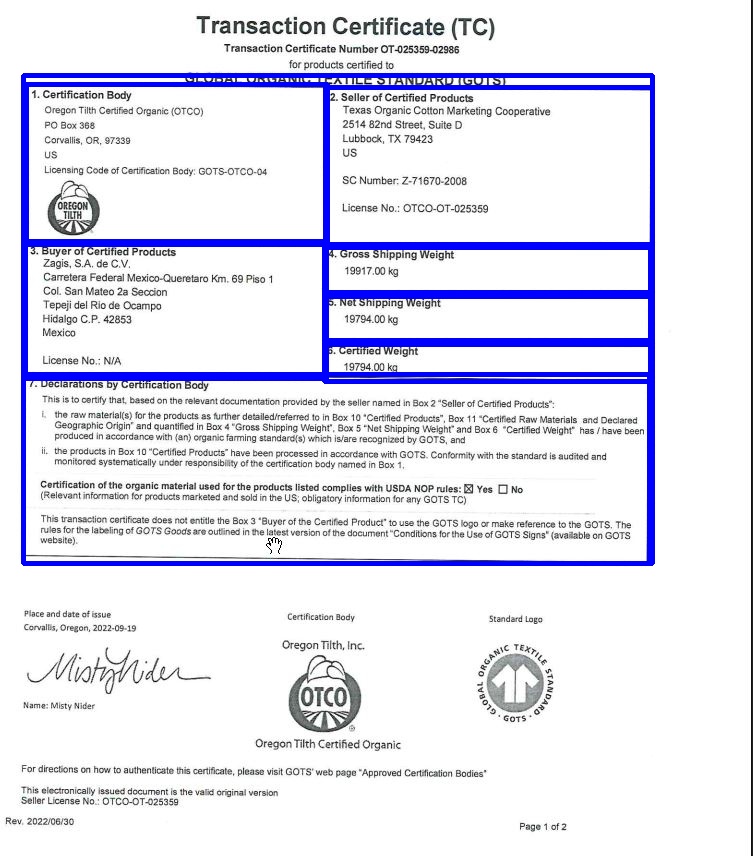 Transaction Certificate (TC)
Transaction Certificate Number OT-025359-02986
for products certified to
GLOBAL ORGANIC TEXTILE STANDARD (GOTS)
1. Certification Body
Oregon Tilth Certified Organic (OTCO)
PO Box 368
Corvallis, OR, 97339
US
Licensing Code of Certification Body: GOTS-OTCO-04
OREGON
TILTH
2. Seller of Certified Products
Texas Organic Cotton Marketing Cooperative
2514 82nd Street, Suite D
Lubbock, TX 79423
US
SC Number: Z-71670-2008
License No.: OTCO-OT-025359
3. Buyer of Certified Products
Zagis, S.A. de C.V.
Carretera Federal Mexico-Queretaro Km. 69 Piso 1
Col. San Mateo 2a Seccion
Tepeji del Rio de Ocampo
Hidalgo C.P. 42853
Mexico
License No.: N/A
4. Gross Shipping Weight
19917.00 kg
5. Net Shipping Weight
19794.00 kg
6. Certified Weight
19794.00 kg
7. Declarations by Certification Body
This is to certify that, based on the relevant documentation provided by the seller named in Box 2 "Seller of Certified Products":
i. the raw material(s) for the products as further detailed/referred to in Box 10 "Certified Products", Box 11 "Certified Raw Materials and Declared
Geographic Origin" and quantified in Box 4 "Gross Shipping Weight", Box 5 "Net Shipping Weight" and Box 6 "Certified Weight" has / have been
produced in accordance with (an) organic farming standard(s) which is/are recognized by GOTS, and
ii. the products in Box 10 "Certified Products" have been processed in accordance with GOTS. Conformity with the standard is audited and
monitored systematically under responsibility of the certification body named in Box 1.
Certification of the organic material used for the products listed complies with USDA NOP rules: ☒ Yes ☐ No
(Relevant information for products marketed and sold in the US; obligatory information for any GOTS TC)
This transaction certificate does not entitle the Box 3 "Buyer of the Certified Product" to use the GOTS logo or make reference to the GOTS. The
rules for the labeling of GOTS Goods are outlined in the latest version of the document "Conditions for the Use of GOTS Signs" (available on GOTS
website).
Place and date of issue
Corvallis, Oregon, 2022-09-19
Misty Nider
Name: Misty Nider
Certification Body
Oregon Tilth, Inc.
OTCO
Oregon Tilth Certified Organic
Standard Logo
GLOBAL ORGANIC TEXTILE STANDARD
· GOTS ·
For directions on how to authenticate this certificate, please visit GOTS' web page "Approved Certification Bodies"
This electronically issued document is the valid original version
Seller License No.: OTCO-OT-025359
Rev. 2022/06/30
Page 1 of 2